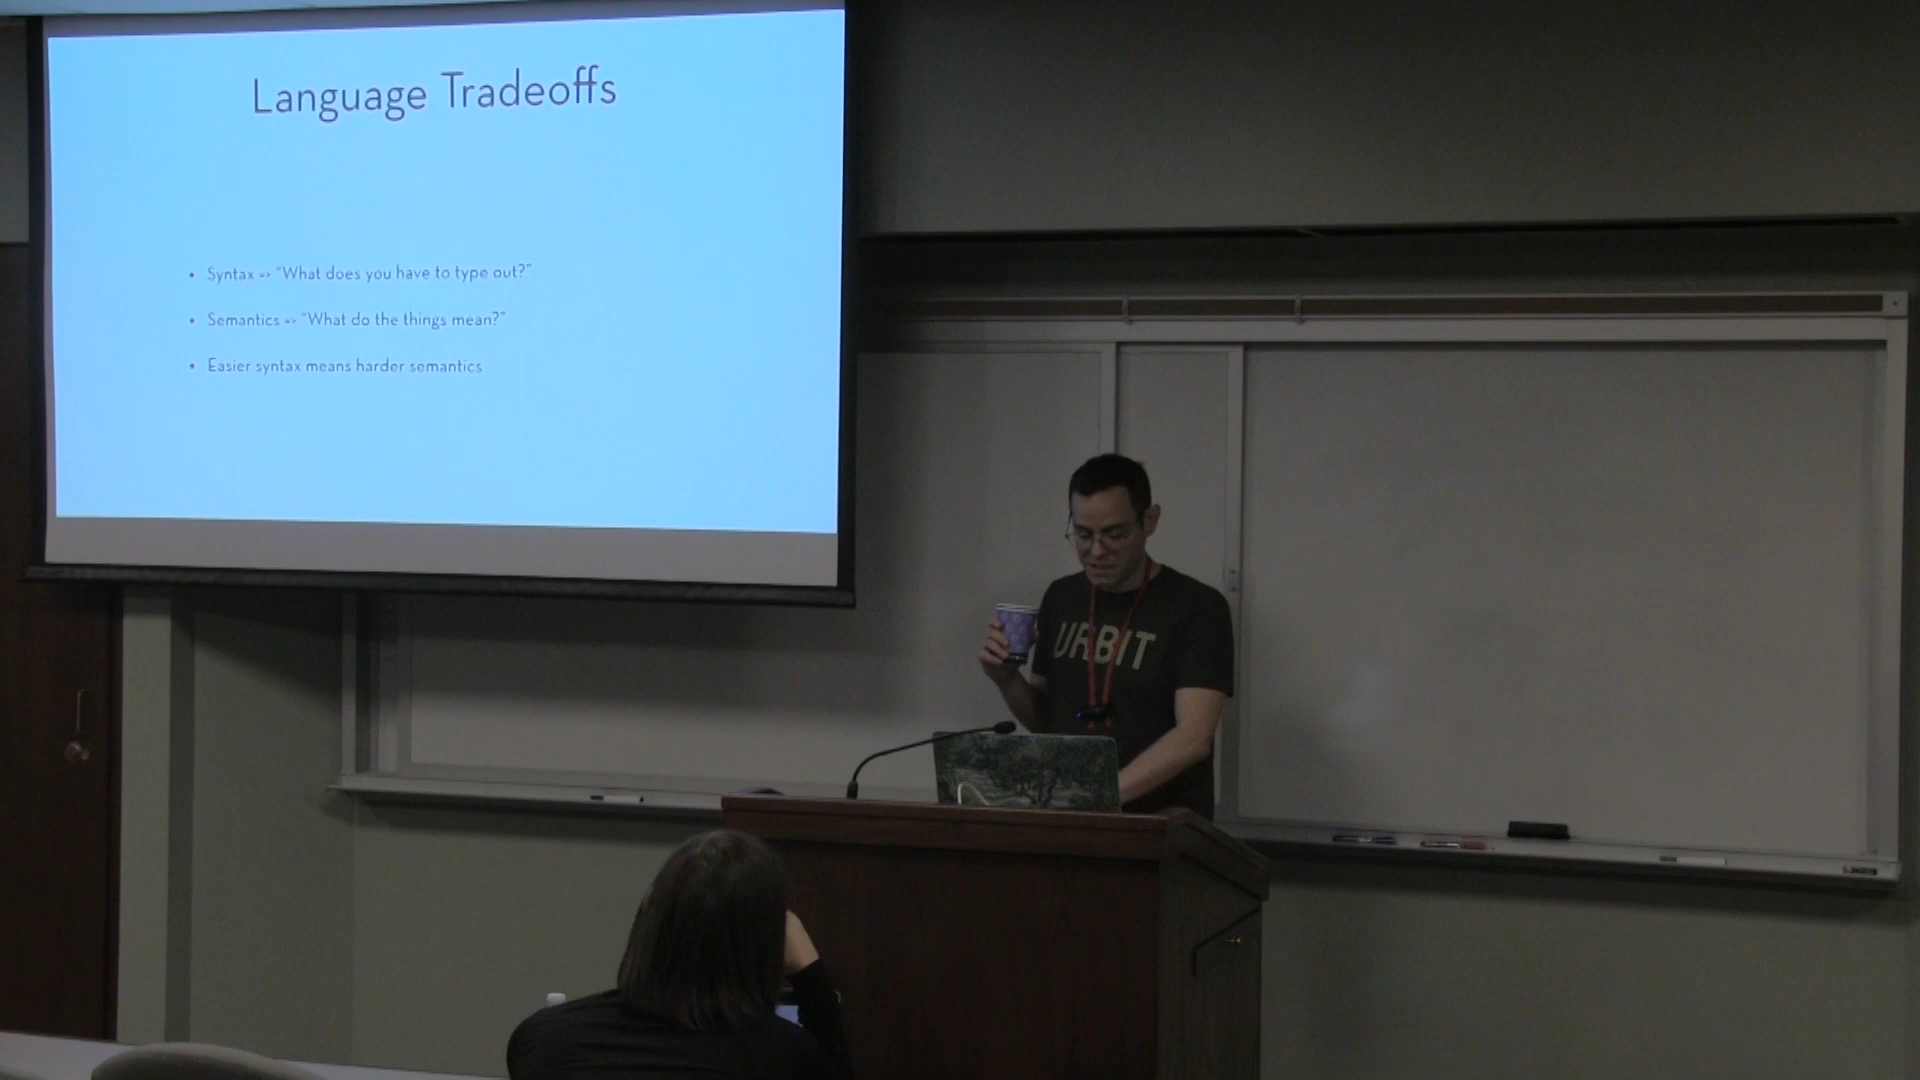 Language Tradeoffs
• Syntax => "What does you have to type out?"
• Semantics => "What do the things mean?"
• Easier syntax means harder semantics
URBIT